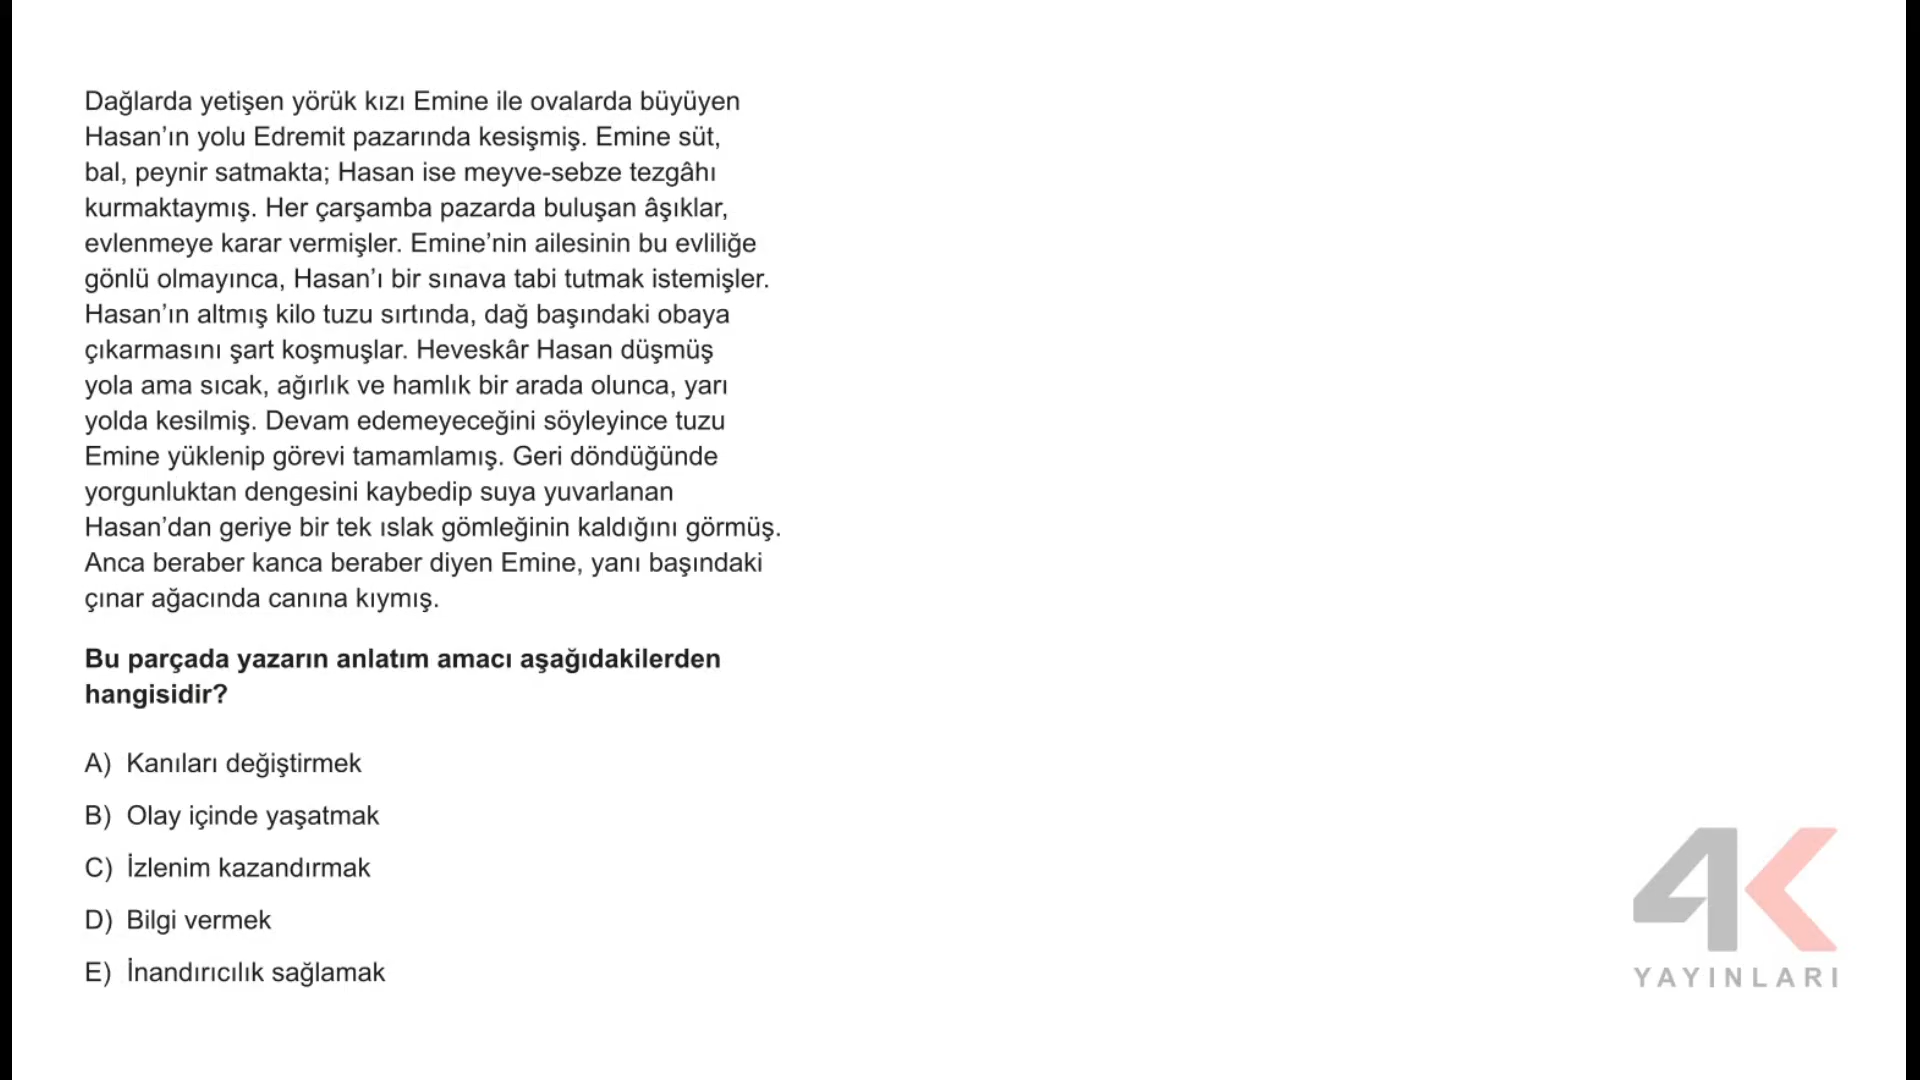 Dağlarda yetişen yörük kızı Emine ile ovalarda büyüyen
Hasan’ın yolu Edremit pazarında kesişmiş. Emine süt,
bal, peynir satmakta; Hasan ise meyve-sebze tezgâhı
kurmaktaymış. Her çarşamba pazarda buluşan âşıklar,
evlenmeye karar vermişler. Emine’nin ailesinin bu evliliğe
gönlü olmayınca, Hasan’ı bir sınava tabi tutmak istemişler.
Hasan’ın altmış kilo tuzu sırtında, dağ başındaki obaya
çıkarmasını şart koşmuşlar. Heveskâr Hasan düşmüş
yola ama sıcak, ağırlık ve hamlık bir arada olunca, yarı
yolda kesilmiş. Devam edemeyeceğini söyleyince tuzu
Emine yüklenip görevi tamamlamış. Geri döndüğünde
yorgunluktan dengesini kaybedip suya yuvarlanan
Hasan’dan geriye bir tek ıslak gömleğinin kaldığını görmüş.
Anca beraber kanca beraber diyen Emine, yanı başındaki
çınar ağacında canına kıymış.
Bu parçada yazarın anlatım amacı aşağıdakilerden
hangisidir?
A) Kanıları değiştirmek
B) Olay içinde yaşatmak
C) İzlenim kazandırmak
D) Bilgi vermek
E) İnandırıcılık sağlamak
4K
YAYINLARI